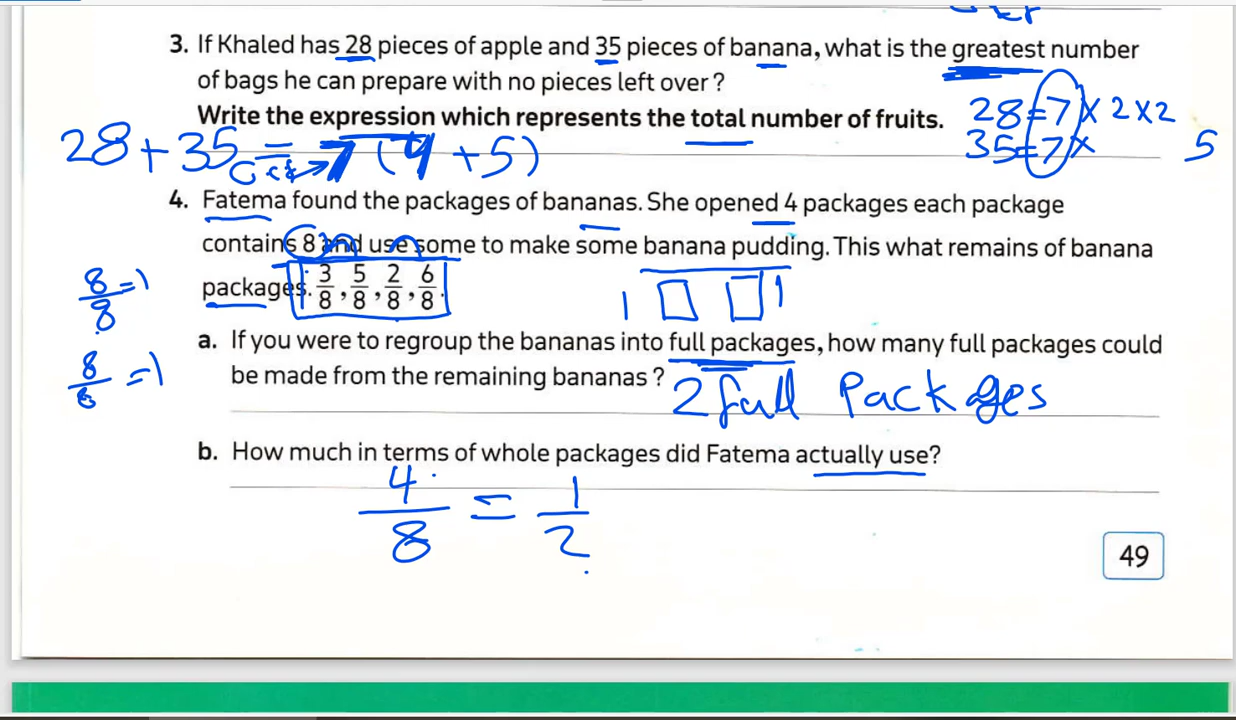 3. If Khaled has 28 pieces of apple and 35 pieces of banana, what is the greatest number
of bags he can prepare with no pieces left over?
Write the expression which represents the total number of fruits.
28=7×2×2
35=7× 5
28+35= 7(4+5)
4. Fatema found the packages of bananas. She opened 4 packages each package
contains 8 and use some to make some banana pudding. This what remains of banana
packages. 3/8, 5/8, 2/8, 6/8.
8/8=1
1 1
a. If you were to regroup the bananas into full packages, how many full packages could
be made from the remaining bananas?
8/8=1
2 full Packages
b. How much in terms of whole packages did Fatema actually use?
4/8 = 1/2
49